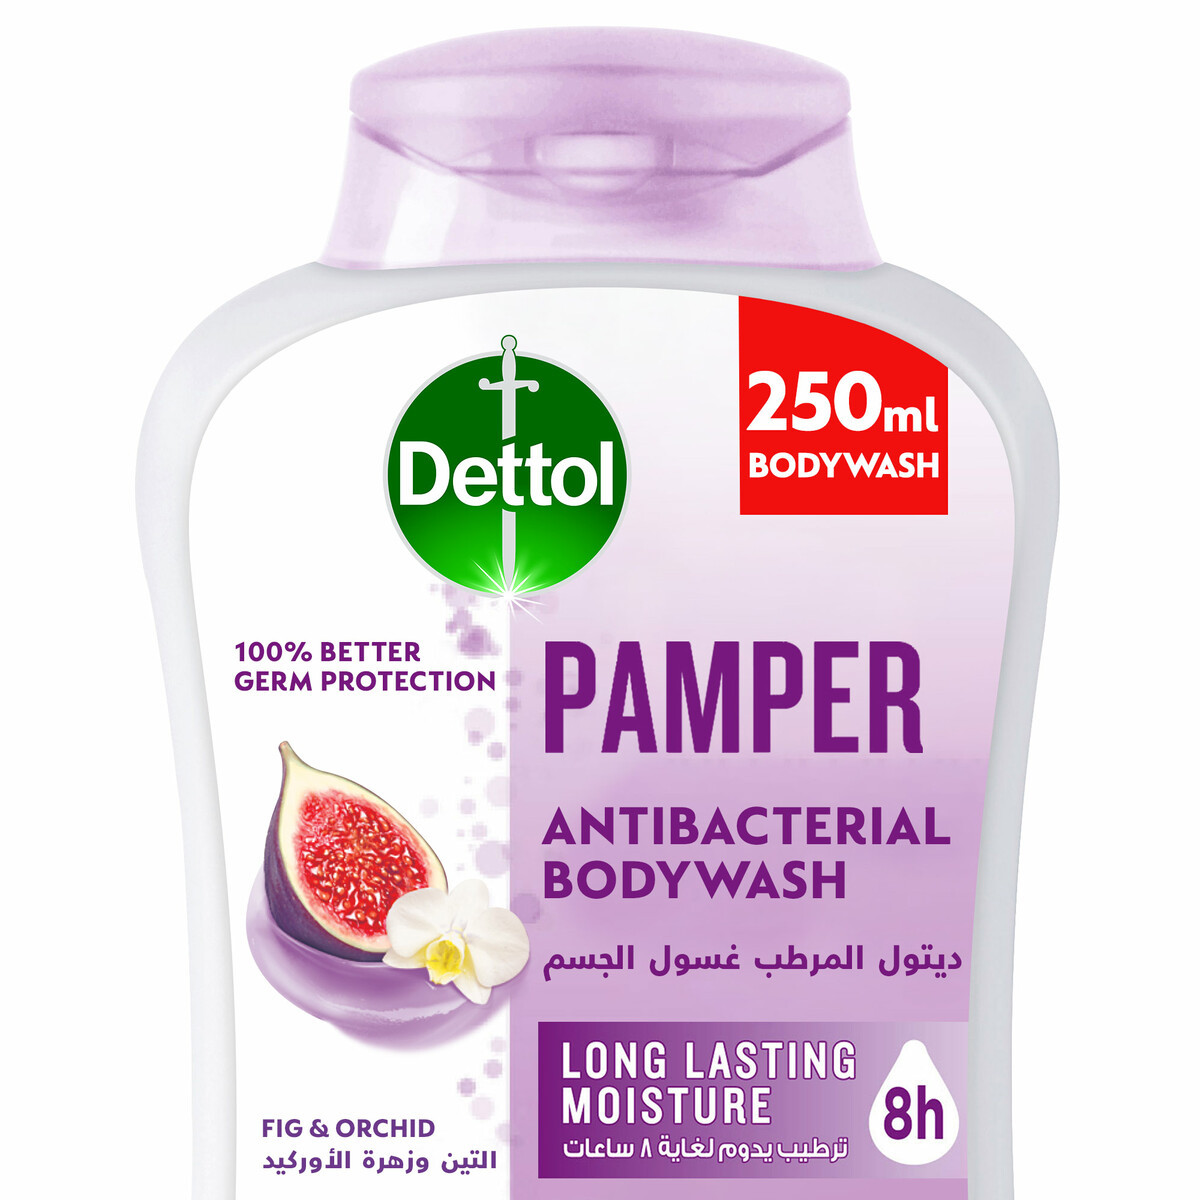 Dettol
250ml
BODYWASH
100% BETTER
GERM PROTECTION
PAMPER
ANTIBACTERIAL
BODYWASH
ديتول المرطب غسول الجسم
LONG LASTING
MOISTURE
ترطيب يدوم لغاية ٨ ساعات
8h
FIG & ORCHID
التين وزهرة الأوركيد